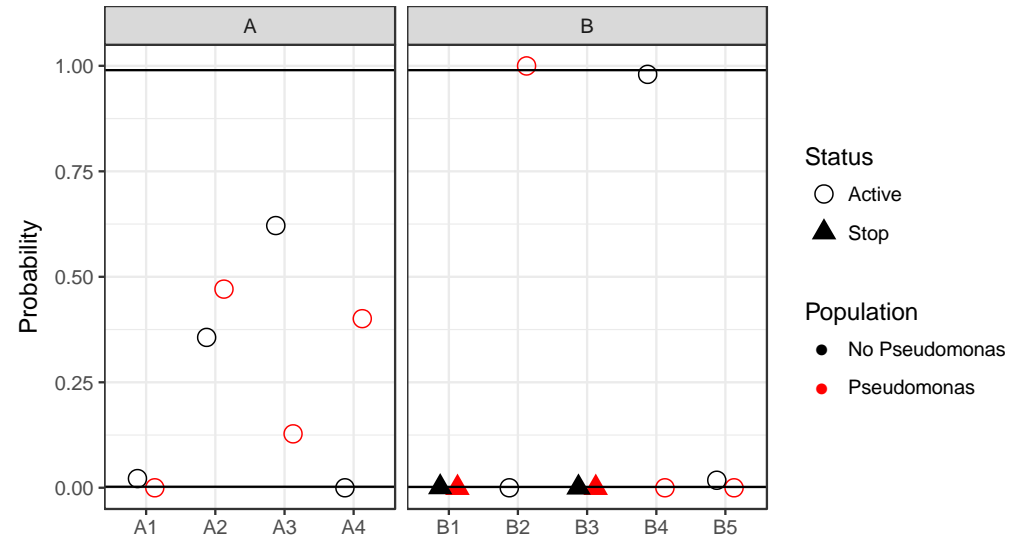 A
B
1.00
0.75
0.50
0.25
0.00
Probability
A1 A2 A3 A4
B1 B2 B3 B4 B5
Status
Active
Stop
Population
No Pseudomonas
Pseudomonas